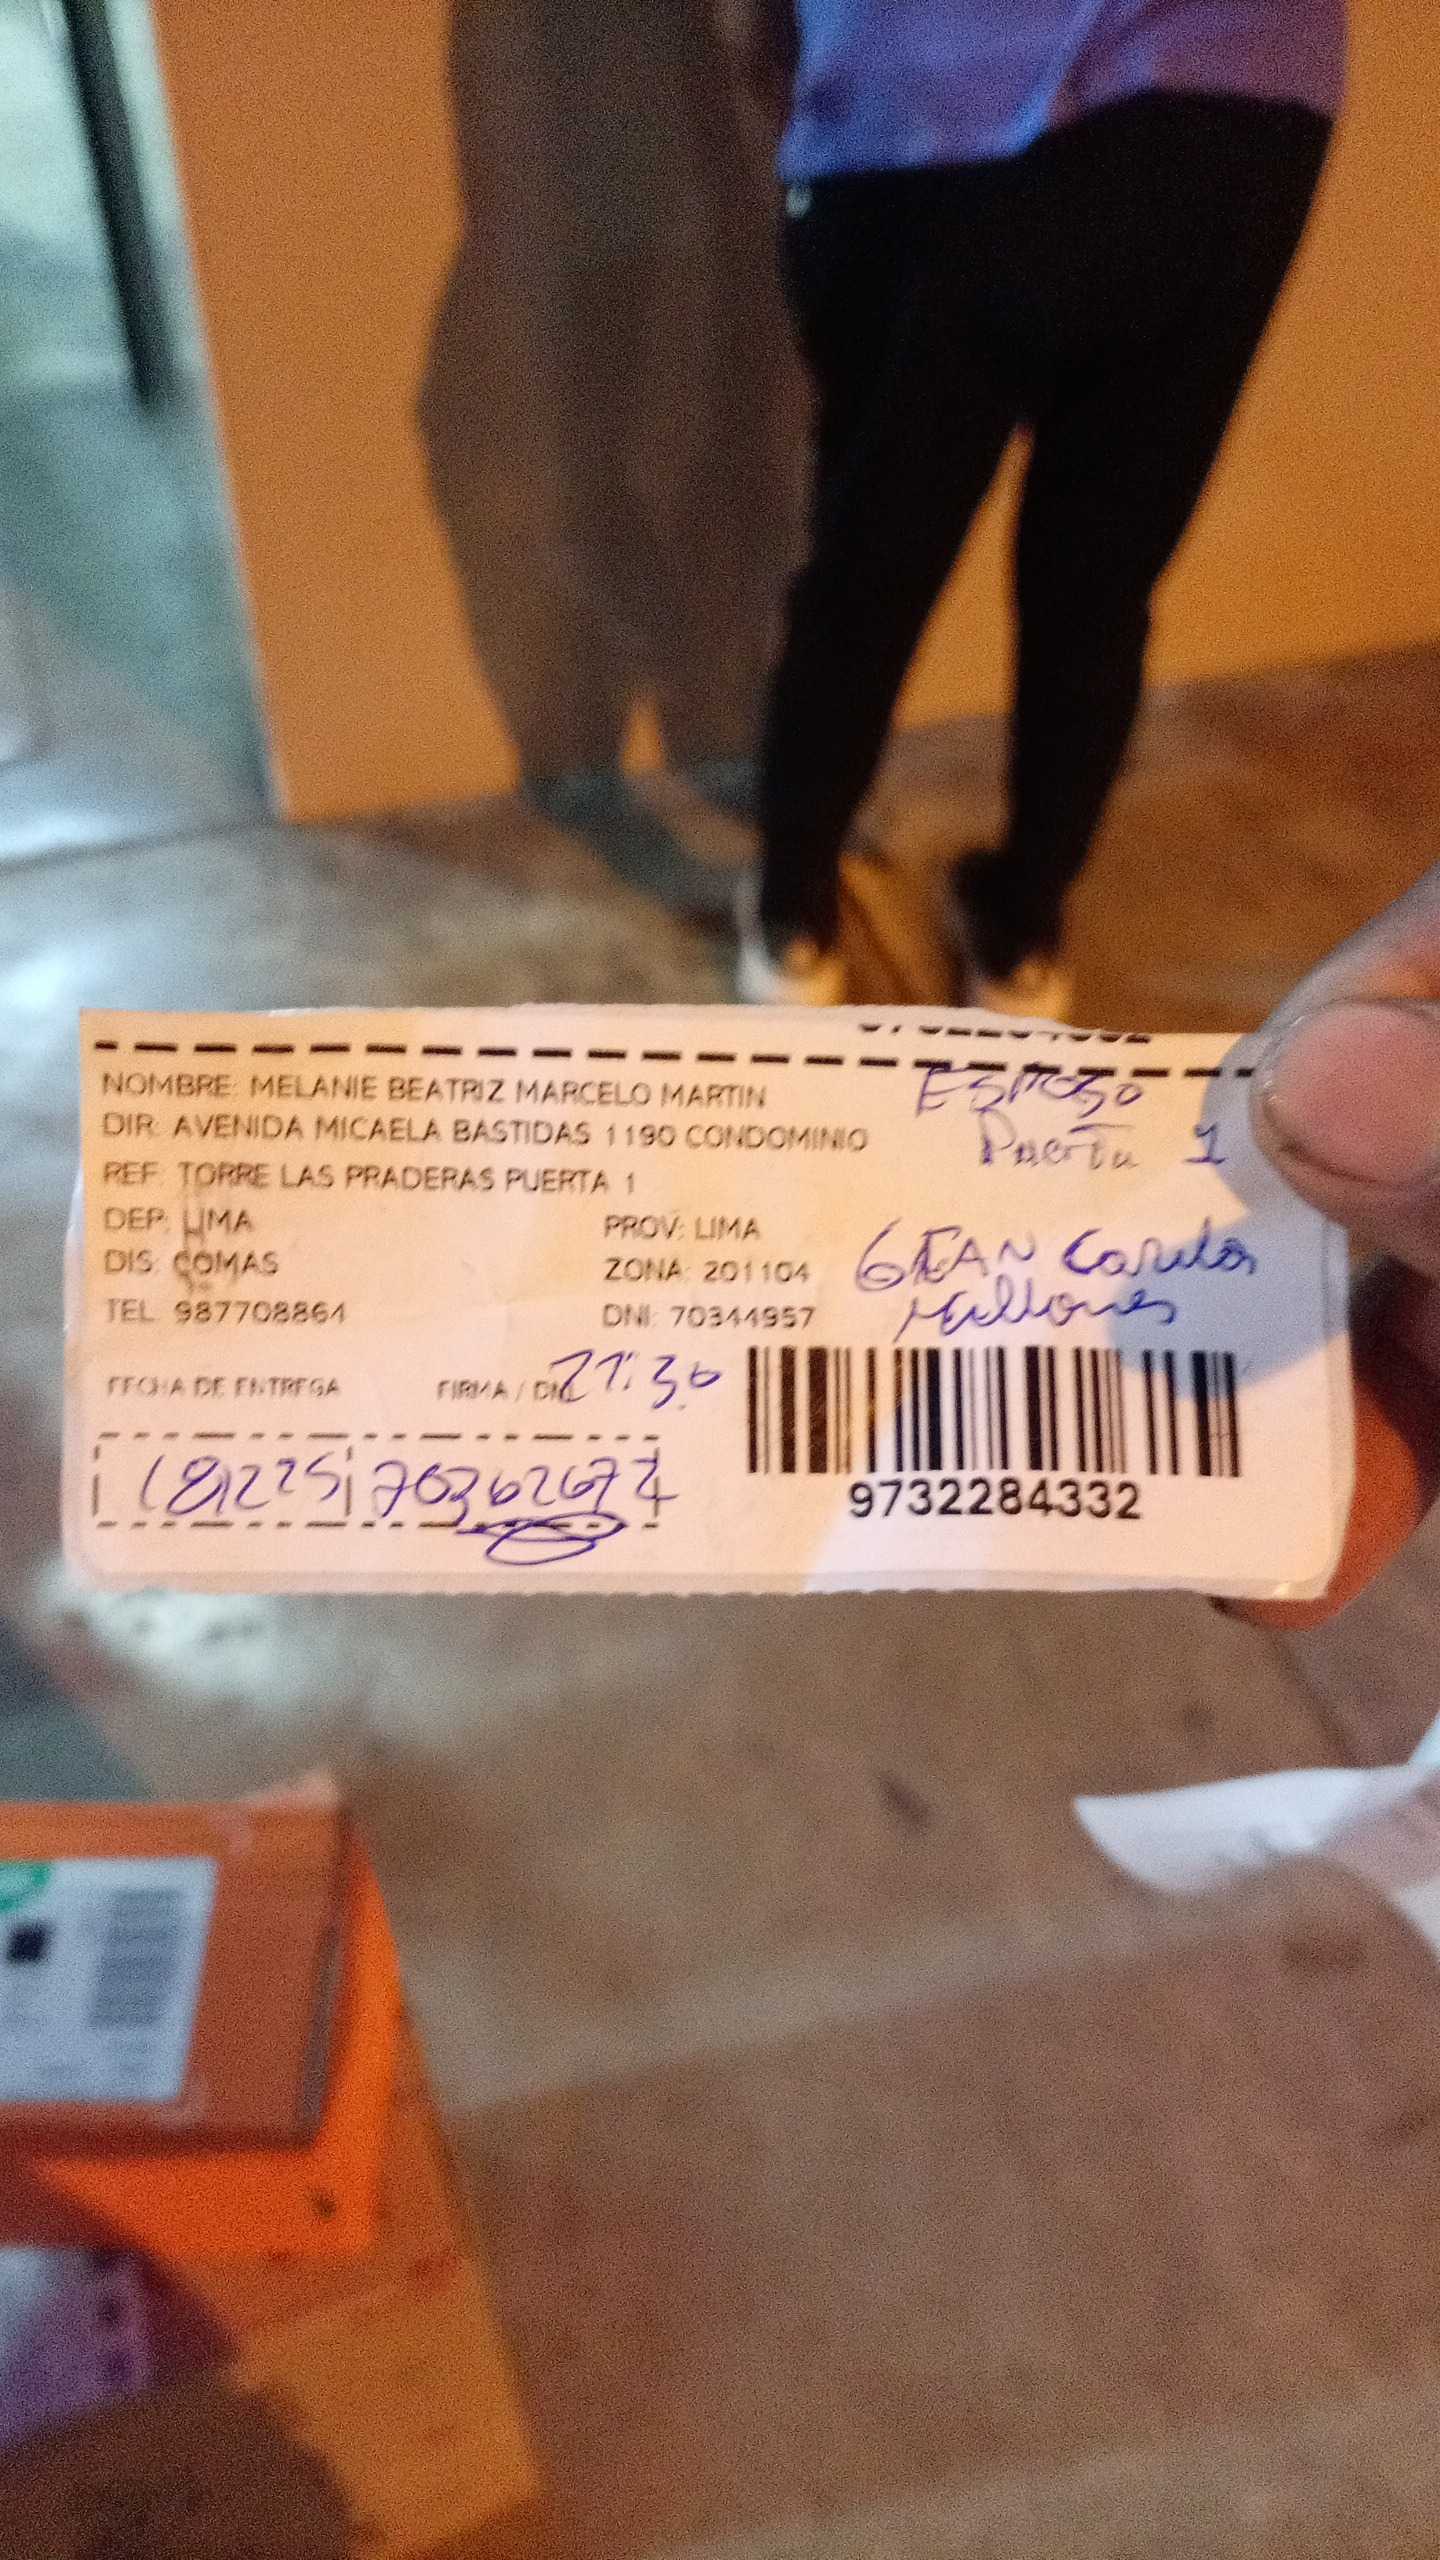 NOMBRE: MELANIE BEATRIZ MARCELO MARTIN
ESPOSO
DIR: AVENIDA MICAELA BASTIDAS 1190 CONDOMINIO
Puerta 1
REF: TORRE LAS PRADERAS PUERTA 1
DEP: LIMA PROV: LIMA
GEAN Carlos
DIS: COMAS ZONA: 201104
TEL: 987708864 DNI: 70344957
FECHA DE ENTREGA FIRMA / DNI
21:30
9732284332